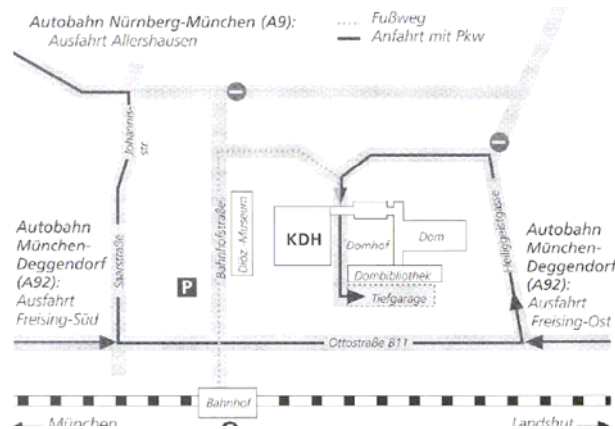 Autobahn Nürnberg-München (A9):
Ausfahrt Allershausen
Fußweg
Anfahrt mit Pkw
Johannis-
str.
Saarstraße
Bahnhofstraße
Diöz.-Museum
KDH
Domhof
Dom
Dombibliothek
Tiefgarage
Heiliggeistgasse
Autobahn
München-
Deggendorf
(A92):
Ausfahrt
Freising-Süd
P
Autobahn
München-
Deggendorf
(A92):
Ausfahrt
Freising-Ost
Ottostraße B11
Bahnhof
München
Landshut